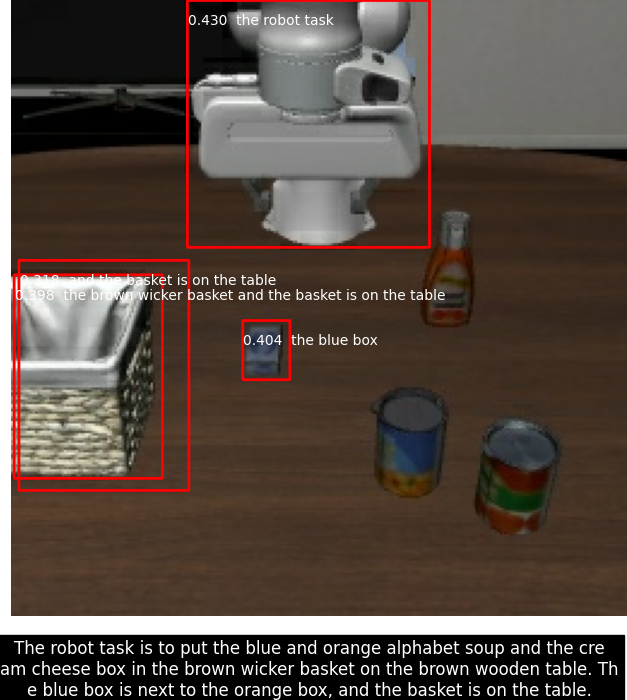 0.430 the robot task
0.318 and the basket is on the table
0.398 the brown wicker basket and the basket is on the table
0.404 the blue box
The robot task is to put the blue and orange alphabet soup and the cre
am cheese box in the brown wicker basket on the brown wooden table. Th
e blue box is next to the orange box, and the basket is on the table.